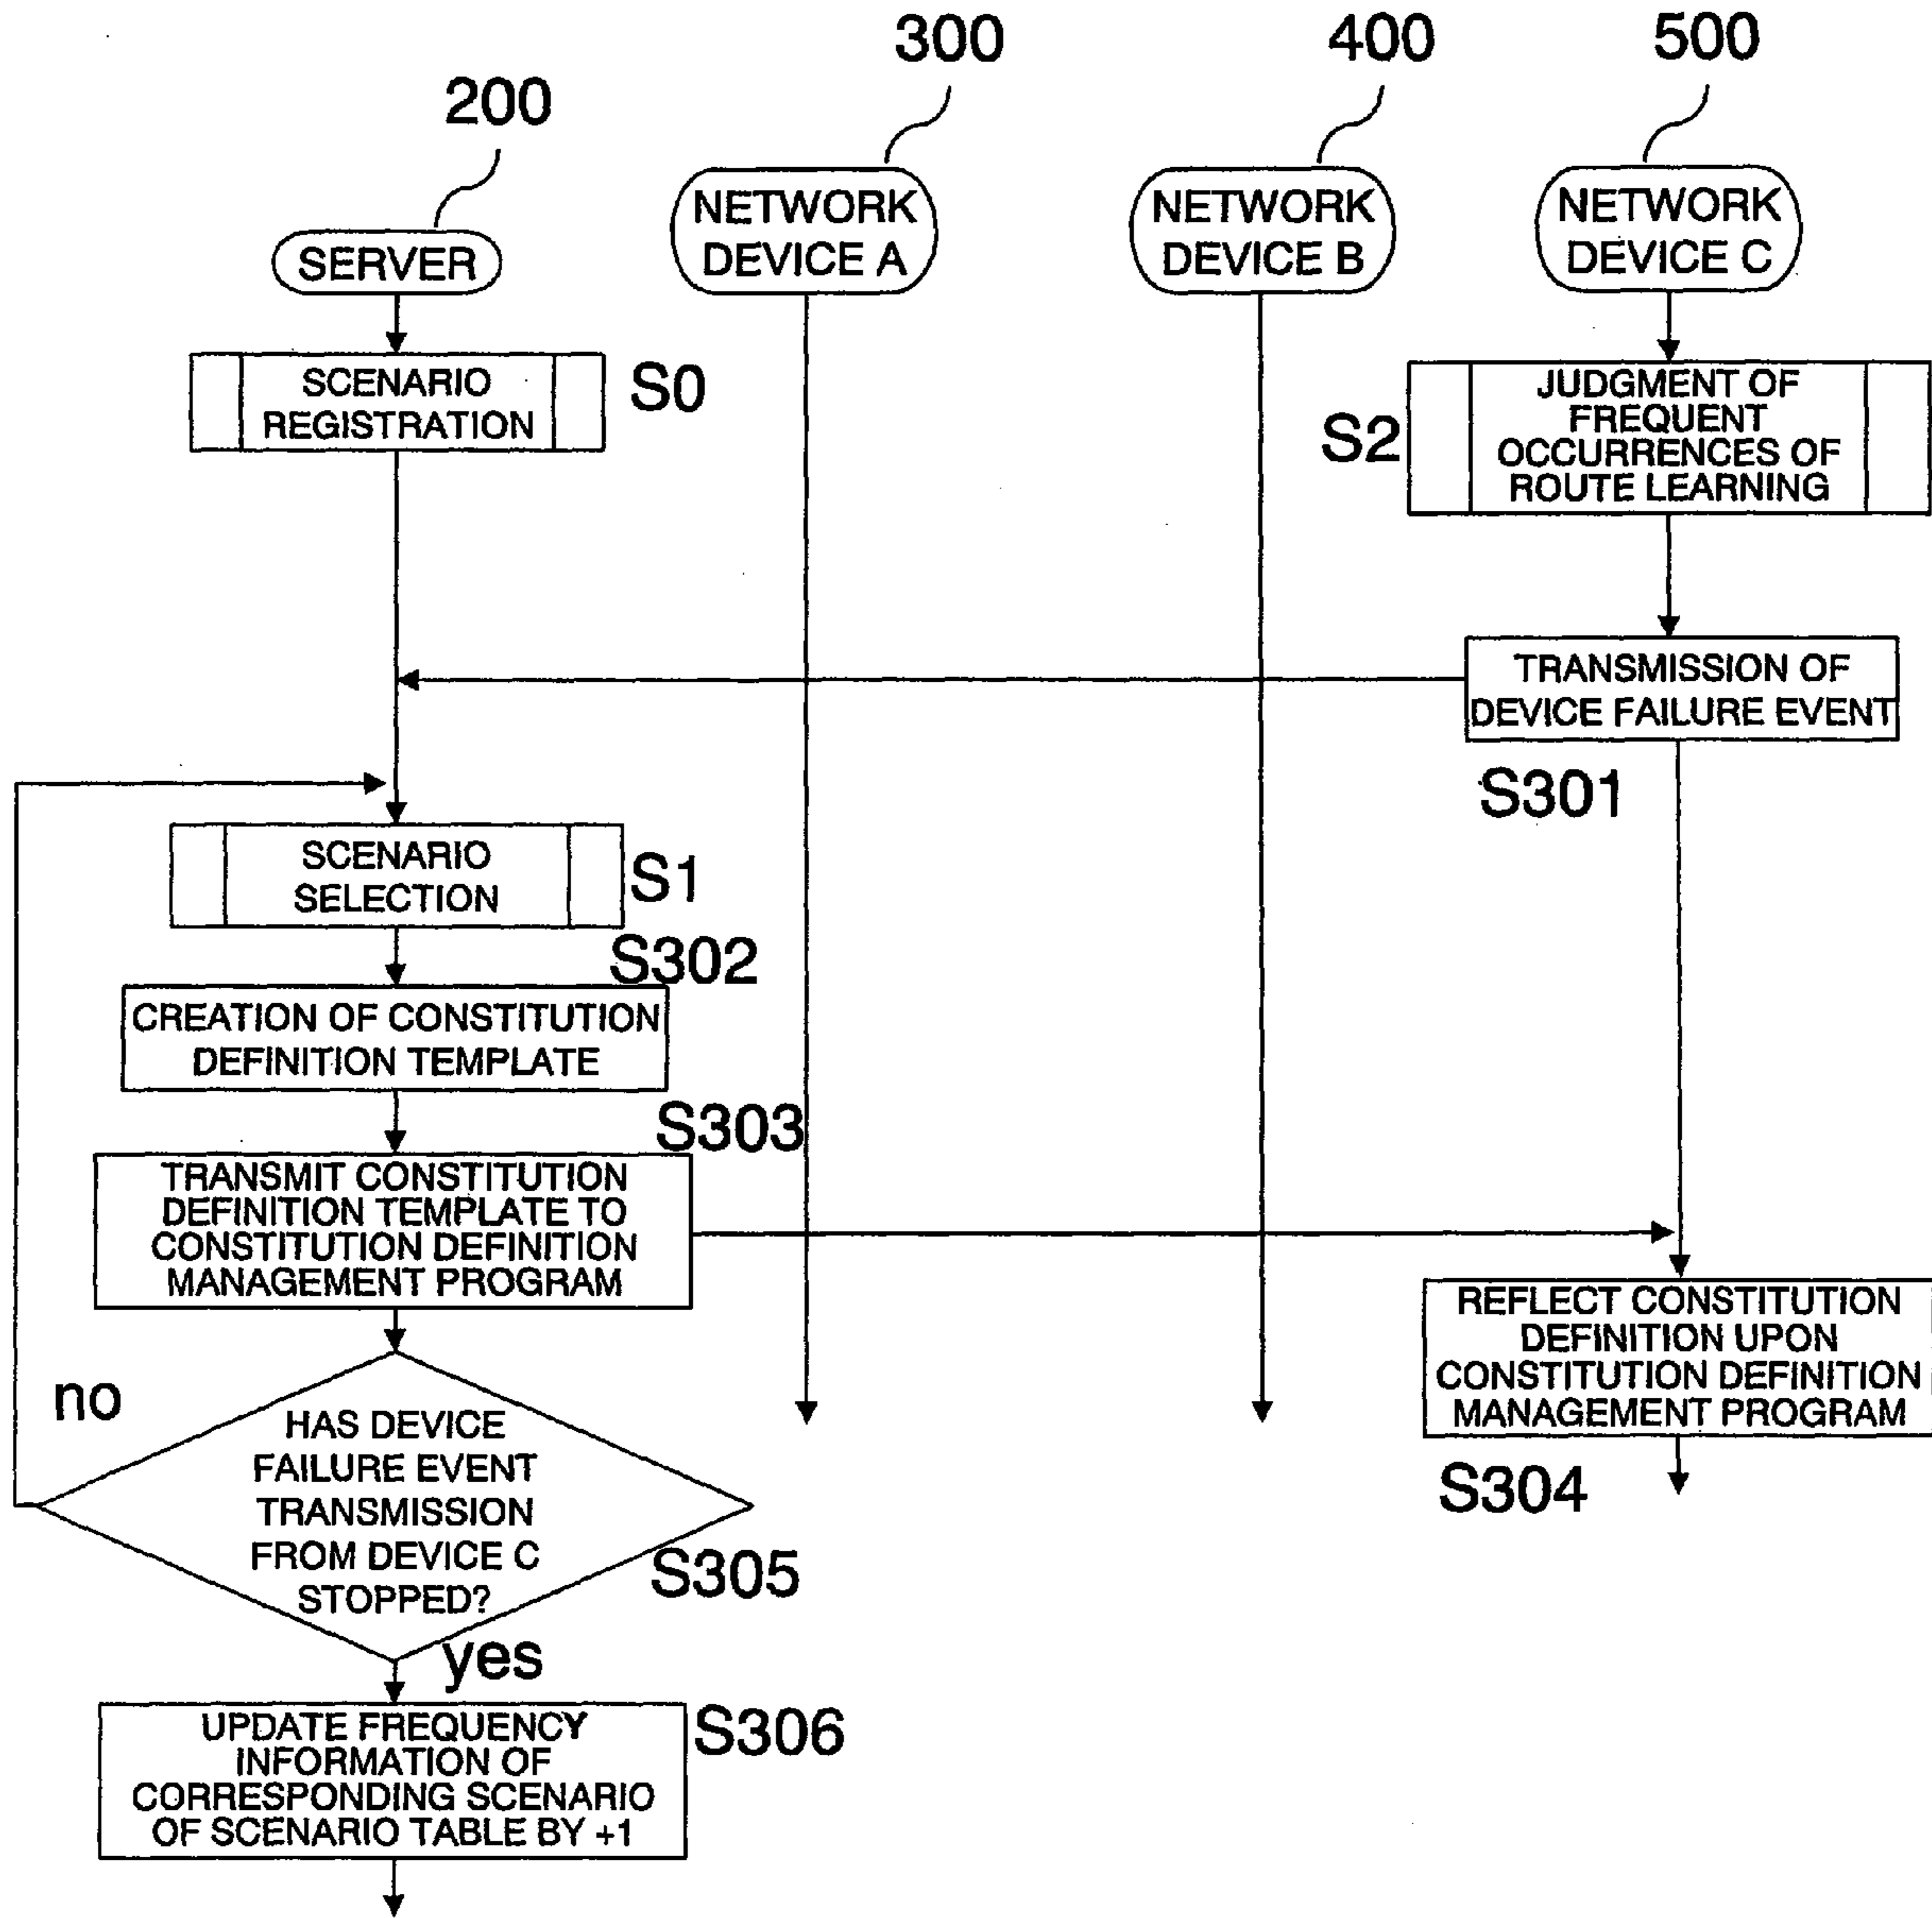 300
400
500
200
NETWORK
DEVICE A
NETWORK
DEVICE B
NETWORK
DEVICE C
SERVER
SCENARIO
REGISTRATION
S0
JUDGMENT OF
FREQUENT
OCCURRENCES OF
ROUTE LEARNING
S2
TRANSMISSION OF
DEVICE FAILURE EVENT
S301
SCENARIO
SELECTION
S1
S302
CREATION OF CONSTITUTION
DEFINITION TEMPLATE
S303
TRANSMIT CONSTITUTION
DEFINITION TEMPLATE TO
CONSTITUTION DEFINITION
MANAGEMENT PROGRAM
REFLECT CONSTITUTION
DEFINITION UPON
CONSTITUTION DEFINITION
MANAGEMENT PROGRAM
S304
no
HAS DEVICE
FAILURE EVENT
TRANSMISSION
FROM DEVICE C
STOPPED?
S305
yes
UPDATE FREQUENCY
INFORMATION OF
CORRESPONDING SCENARIO
OF SCENARIO TABLE BY +1
S306